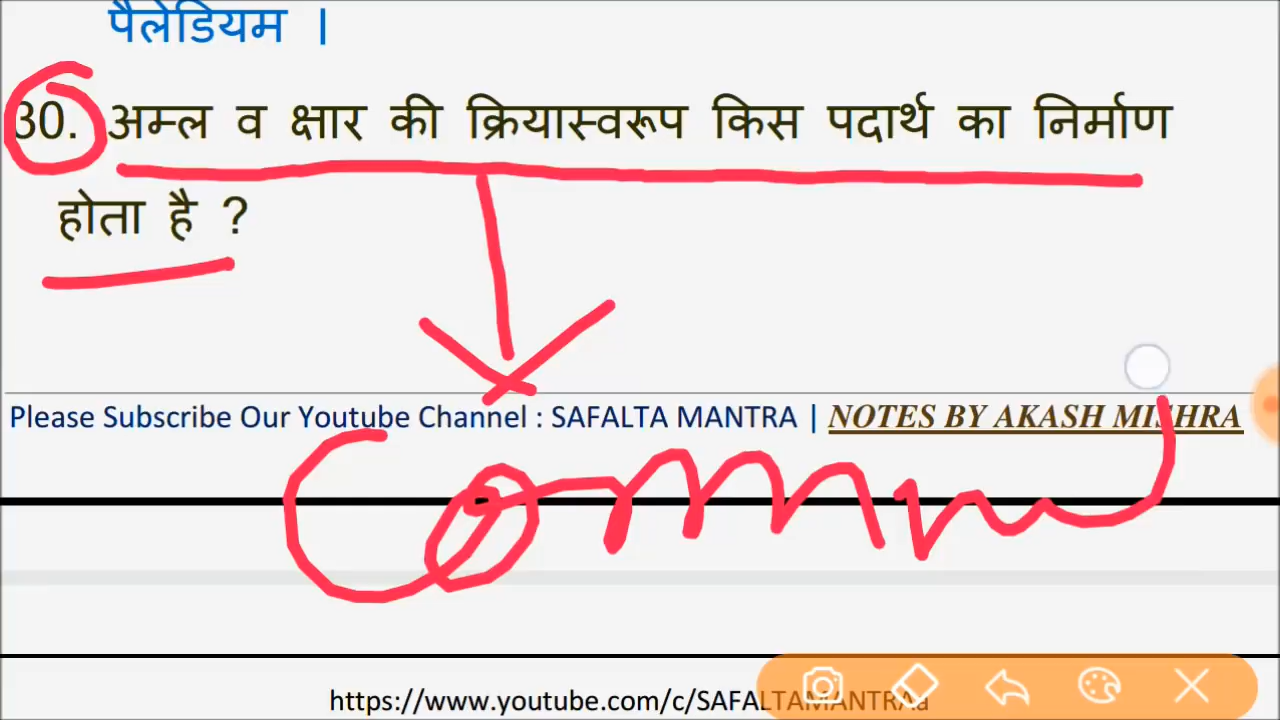 पैलेडियम ।
30. अम्ल व क्षार की क्रियास्वरूप किस पदार्थ का निर्माण
होता है ?
Please Subscribe Our Youtube Channel : SAFALTA MANTRA | NOTES BY AKASH MISHRA
https://www.youtube.com/c/SAFALTAMANTRAa